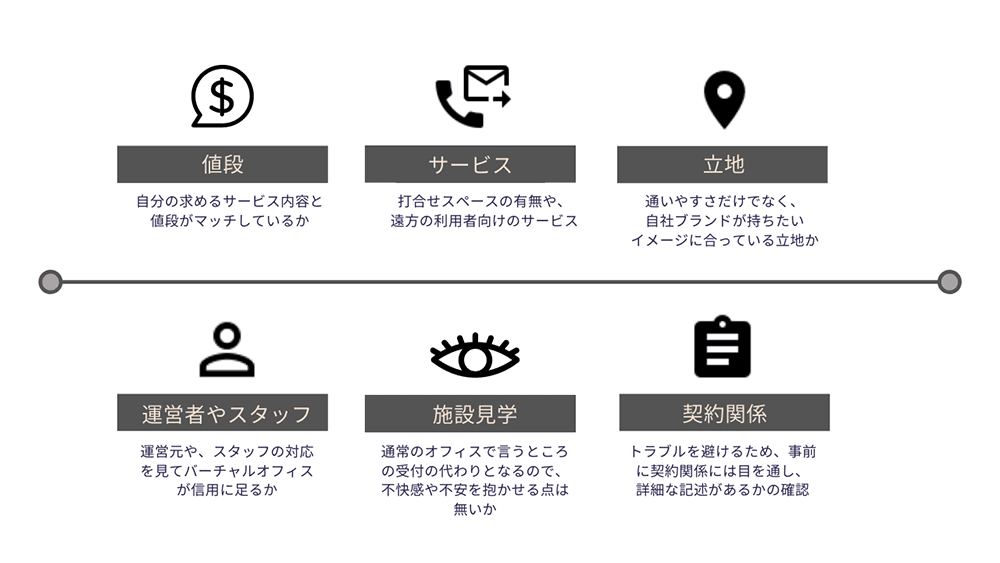 値段
自分の求めるサービス内容と
値段がマッチしているか
サービス
打合せスペースの有無や、
遠方の利用者向けのサービス
立地
通いやすさだけでなく、
自社ブランドが持ちたい
イメージに合っている立地か
運営者やスタッフ
運営元や、スタッフの対応
を見てバーチャルオフィス
が信用に足るか
施設見学
通常のオフィスで言うところ
の受付の代わりとなるので、
不快感や不安を抱かせる点は
無いか
契約関係
トラブルを避けるため、事前
に契約関係には目を通し、
詳細な記述があるかの確認